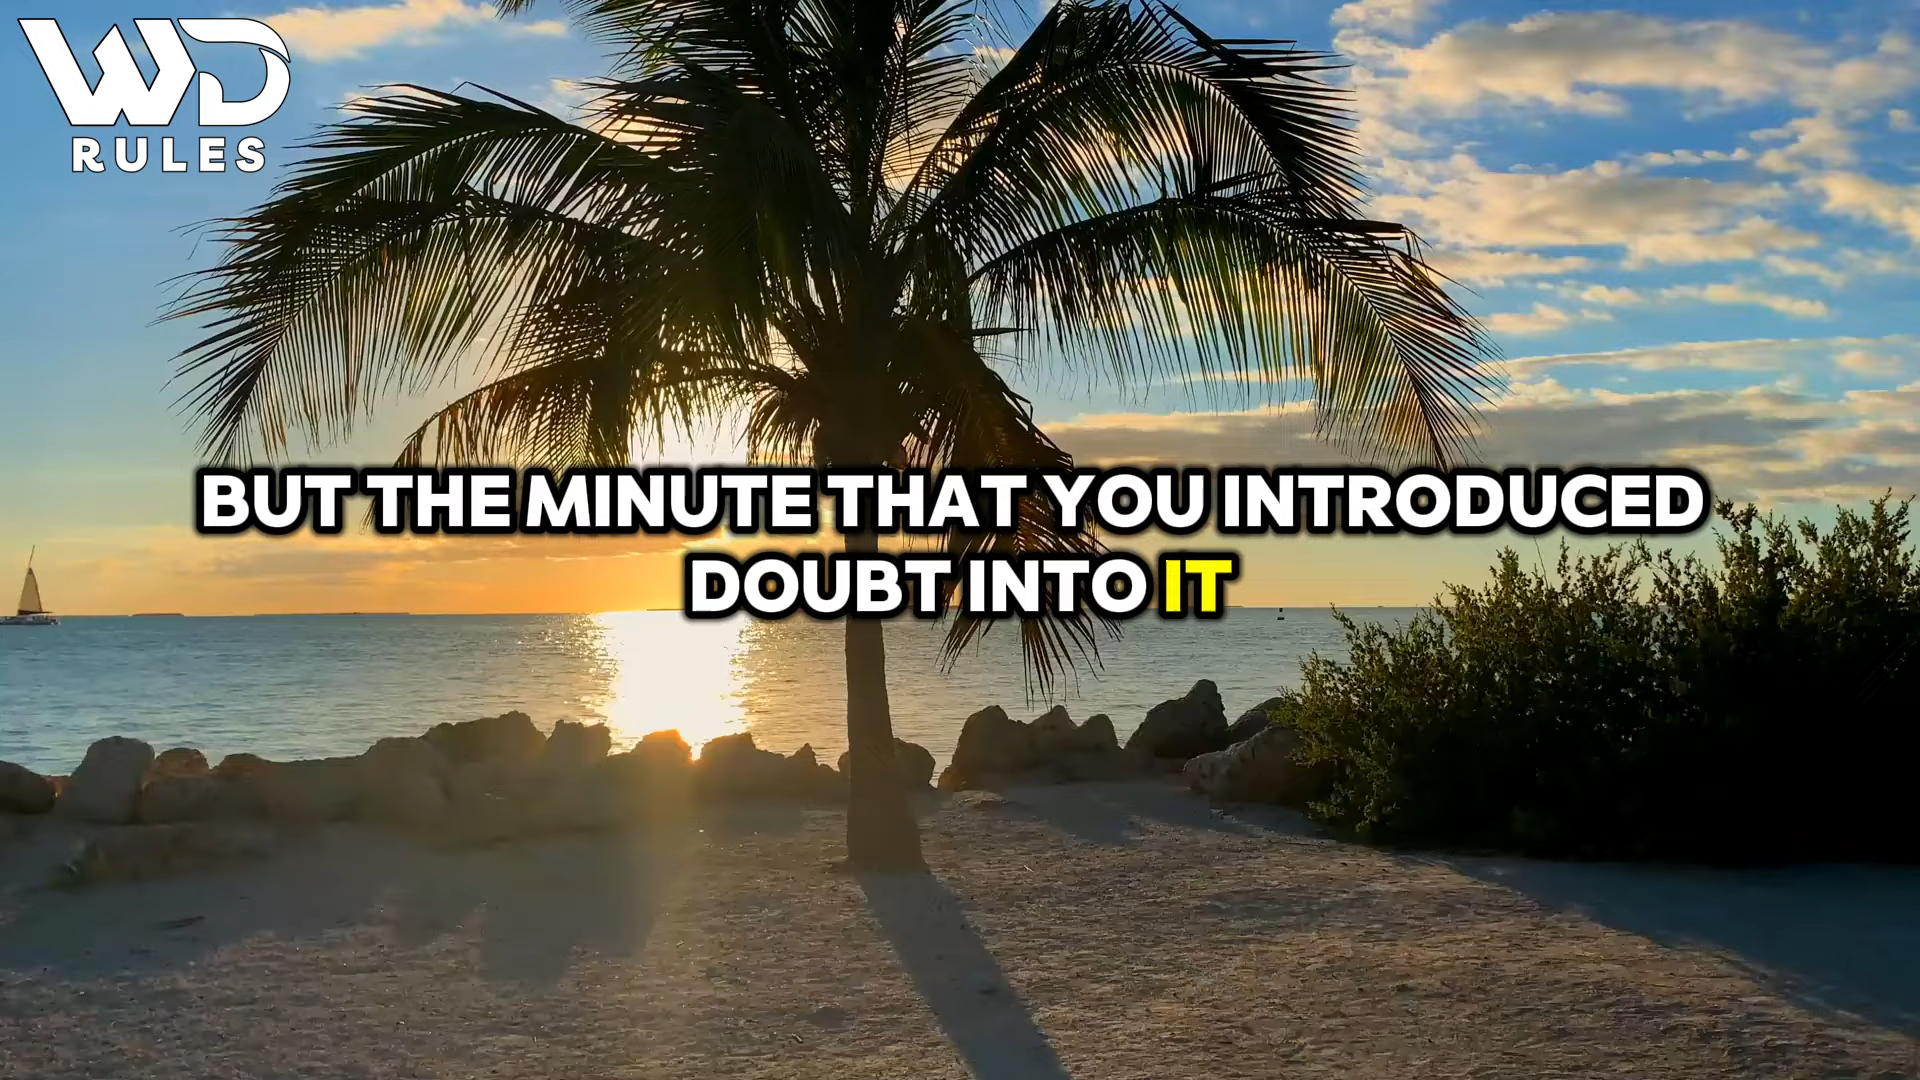 WD
RULES
BUT THE MINUTE THAT YOU INTRODUCED
DOUBT INTO IT